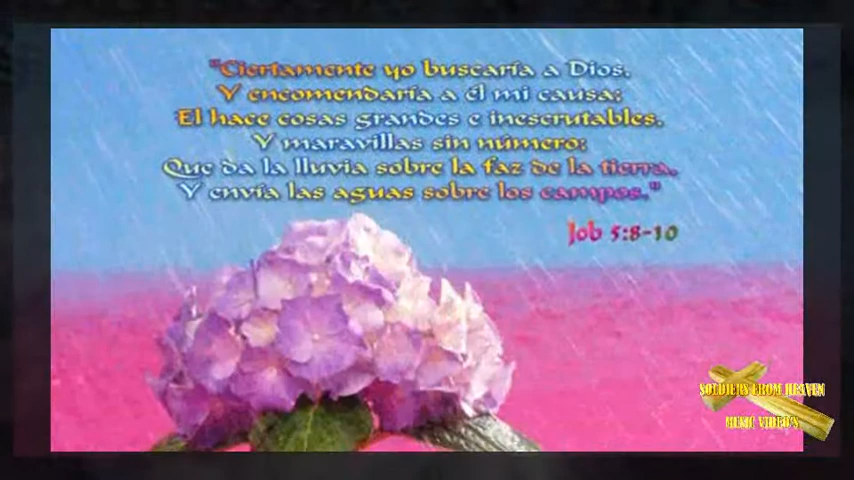 "Ciertamente yo buscaría a Dios,
Y encomendaría a él mi causa;
El hace cosas grandes e inescrutables,
Y maravillas sin número;
Que da la lluvia sobre la faz de la tierra,
Y envía las aguas sobre los campos."
Job 5:8-10
SOLDIERS FROM HEAVEN
MUSIC VIDEO'S